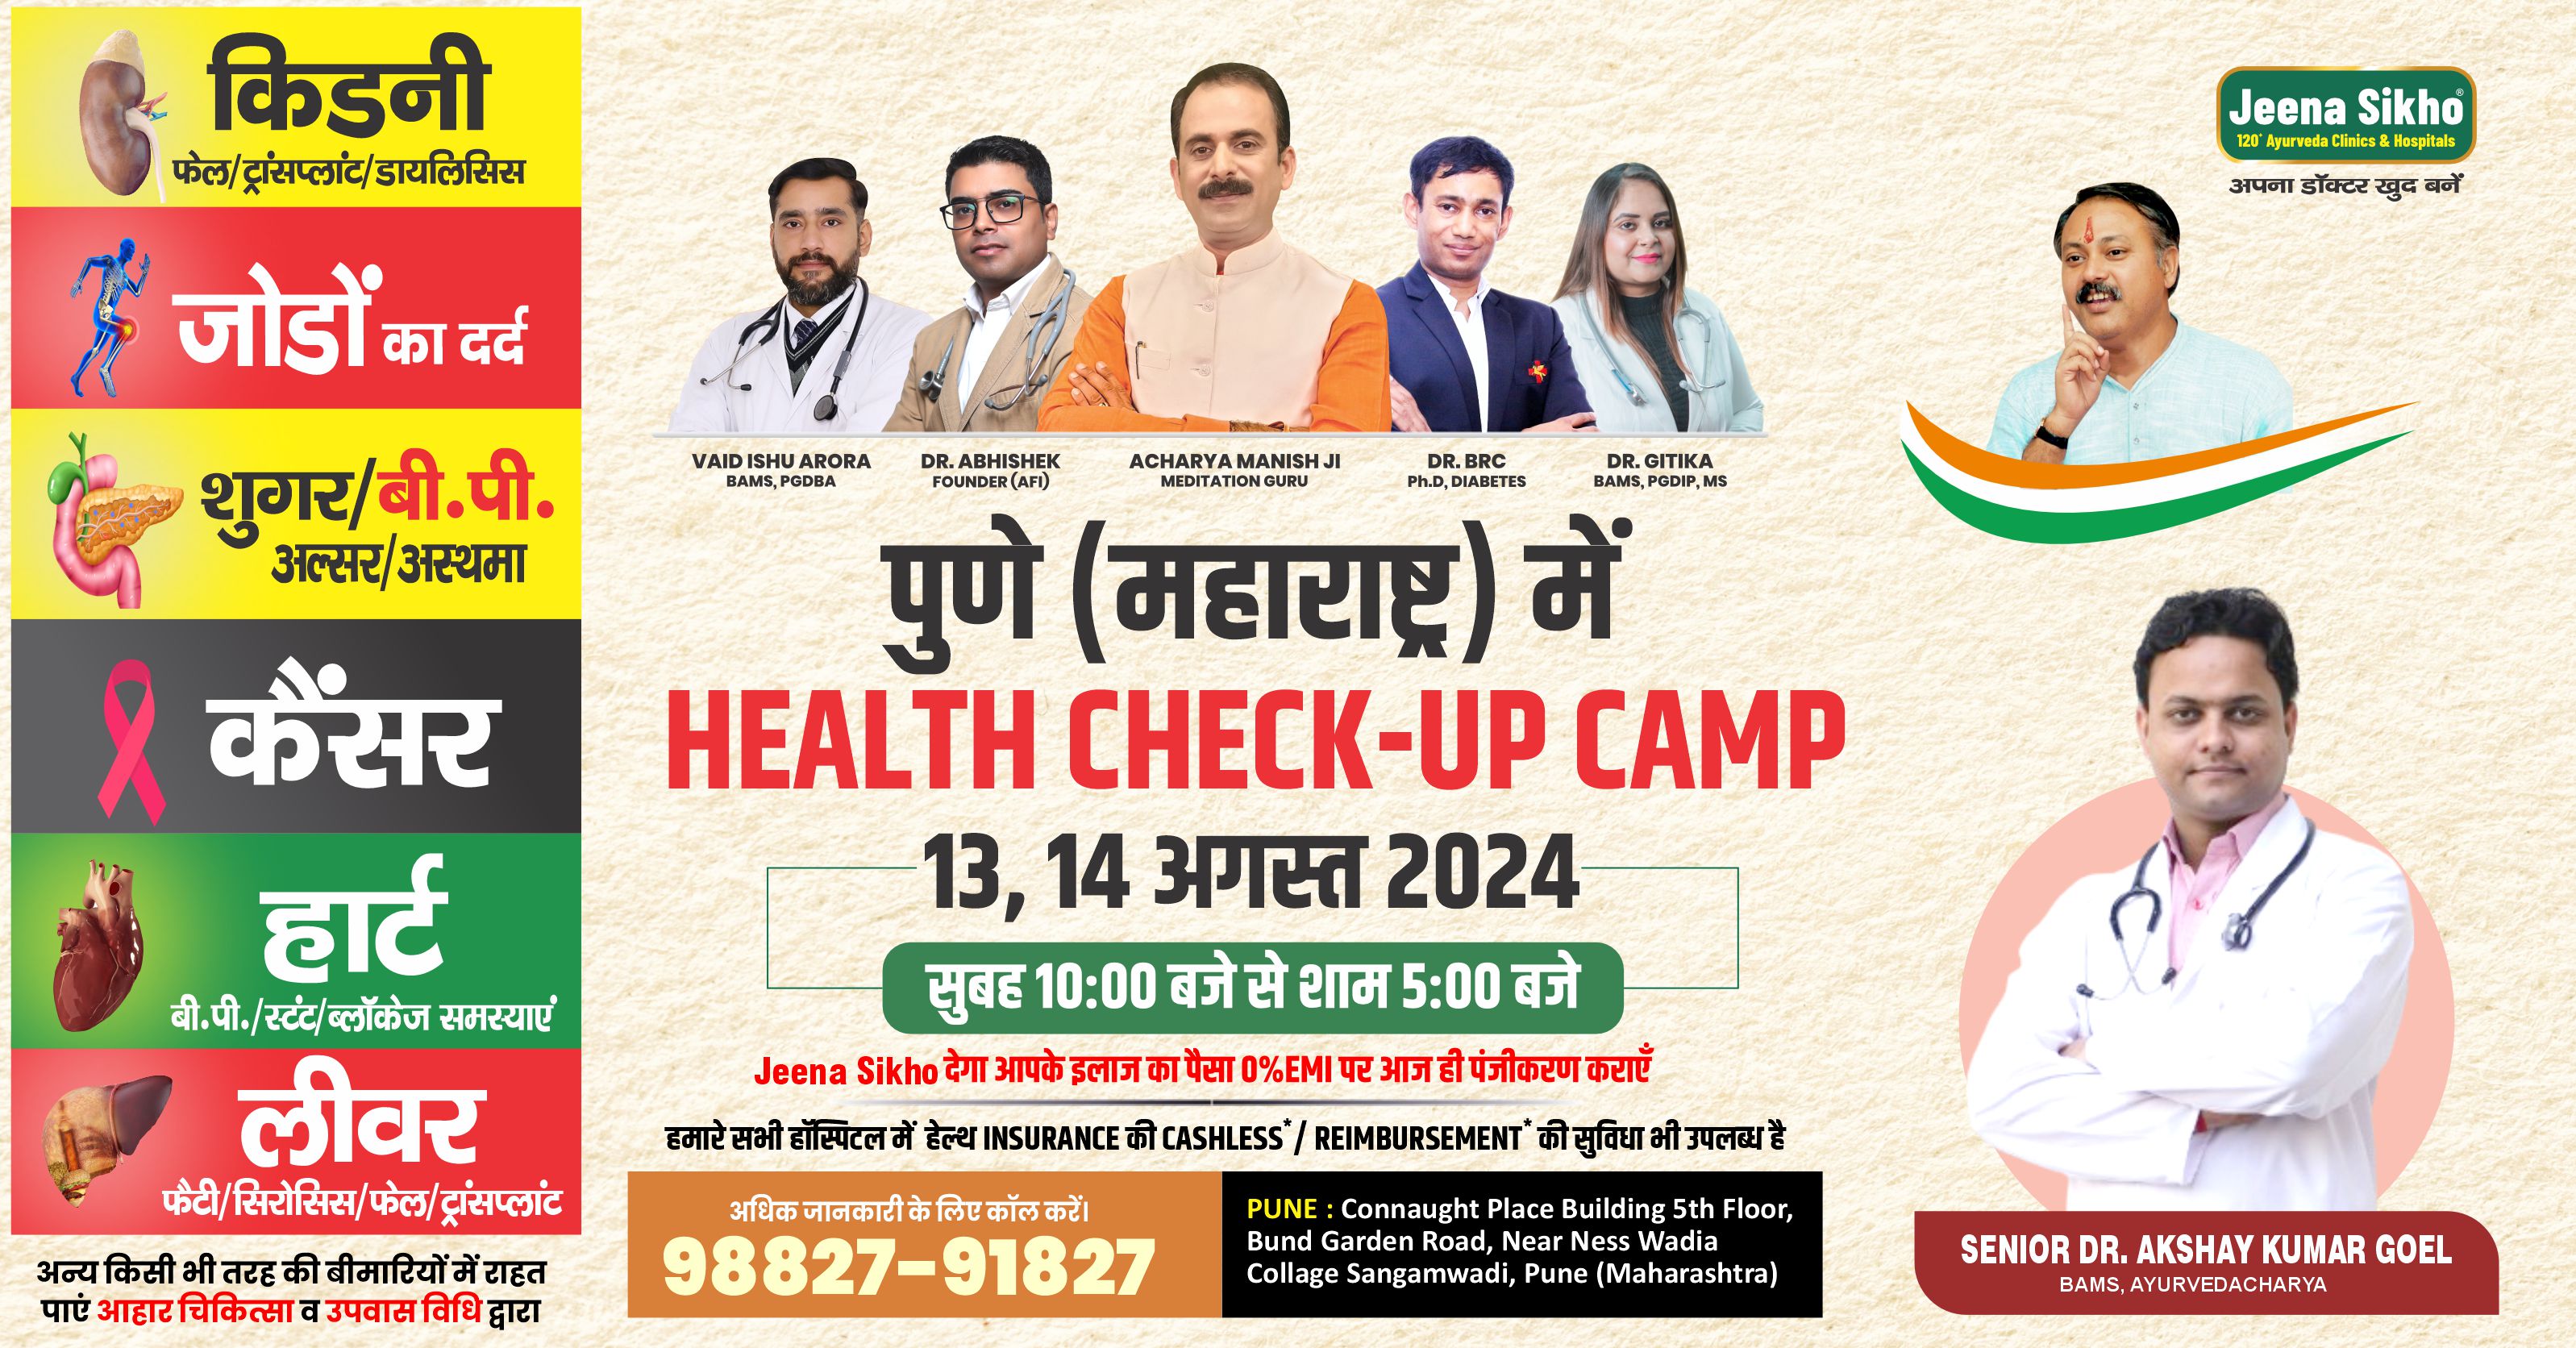 किडनी
फेल/ट्रांसप्लांट/डायलिसिस
जोडों का दर्द
शुगर/बी.पी.
अल्सर/अस्थमा
कैंसर
हार्ट
बी.पी./स्टंट/ब्लॉकेज समस्याएं
लीवर
फैटी/सिरोसिस/फेल/ट्रांसप्लांट
अन्य किसी भी तरह की बीमारियों में राहत
पाएं आहार चिकित्सा व उपवास विधि द्वारा
VAID ISHU ARORA
BAMS, PGDBA
DR. ABHISHEK
FOUNDER (AFI)
ACHARYA MANISH JI
MEDITATION GURU
DR. BRC
Ph.D, DIABETES
DR. GITIKA
BAMS, PGDIP, MS
पुणे (महाराष्ट्र) में
HEALTH CHECK-UP CAMP
13, 14 अगस्त 2024
सुबह 10:00 बजे से शाम 5:00 बजे
Jeena Sikho देगा आपके इलाज का पैसा 0%EMI पर आज ही पंजीकरण कराएँ
हमारे सभी हॉस्पिटल में हेल्थ INSURANCE की CASHLESS*/ REIMBURSEMENT* की सुविधा भी उपलब्ध है
अधिक जानकारी के लिए कॉल करें।
98827-91827
PUNE : Connaught Place Building 5th Floor,
Bund Garden Road, Near Ness Wadia
Collage Sangamwadi, Pune (Maharashtra)
Jeena Sikho®
120+ Ayurveda Clinics & Hospitals
अपना डॉक्टर खुद बनें
SENIOR DR. AKSHAY KUMAR GOEL
BAMS, AYURVEDACHARYA